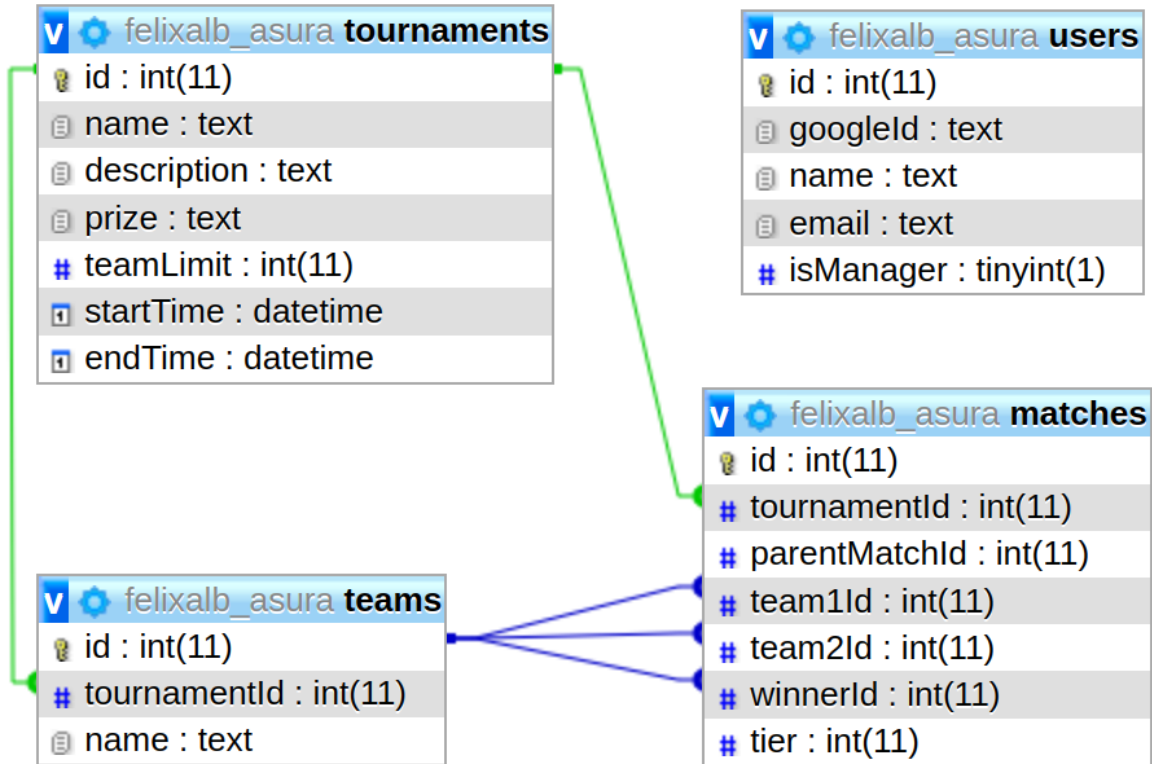 v felixalb_asura tournaments
id : int(11)
name : text
description : text
prize : text
teamLimit : int(11)
startTime : datetime
endTime : datetime
v felixalb_asura users
id : int(11)
googleId : text
name : text
email : text
isManager : tinyint(1)
v felixalb_asura teams
id : int(11)
tournamentId : int(11)
name : text
v felixalb_asura matches
id : int(11)
tournamentId : int(11)
parentMatchId : int(11)
team1Id : int(11)
team2Id : int(11)
winnerId : int(11)
tier : int(11)